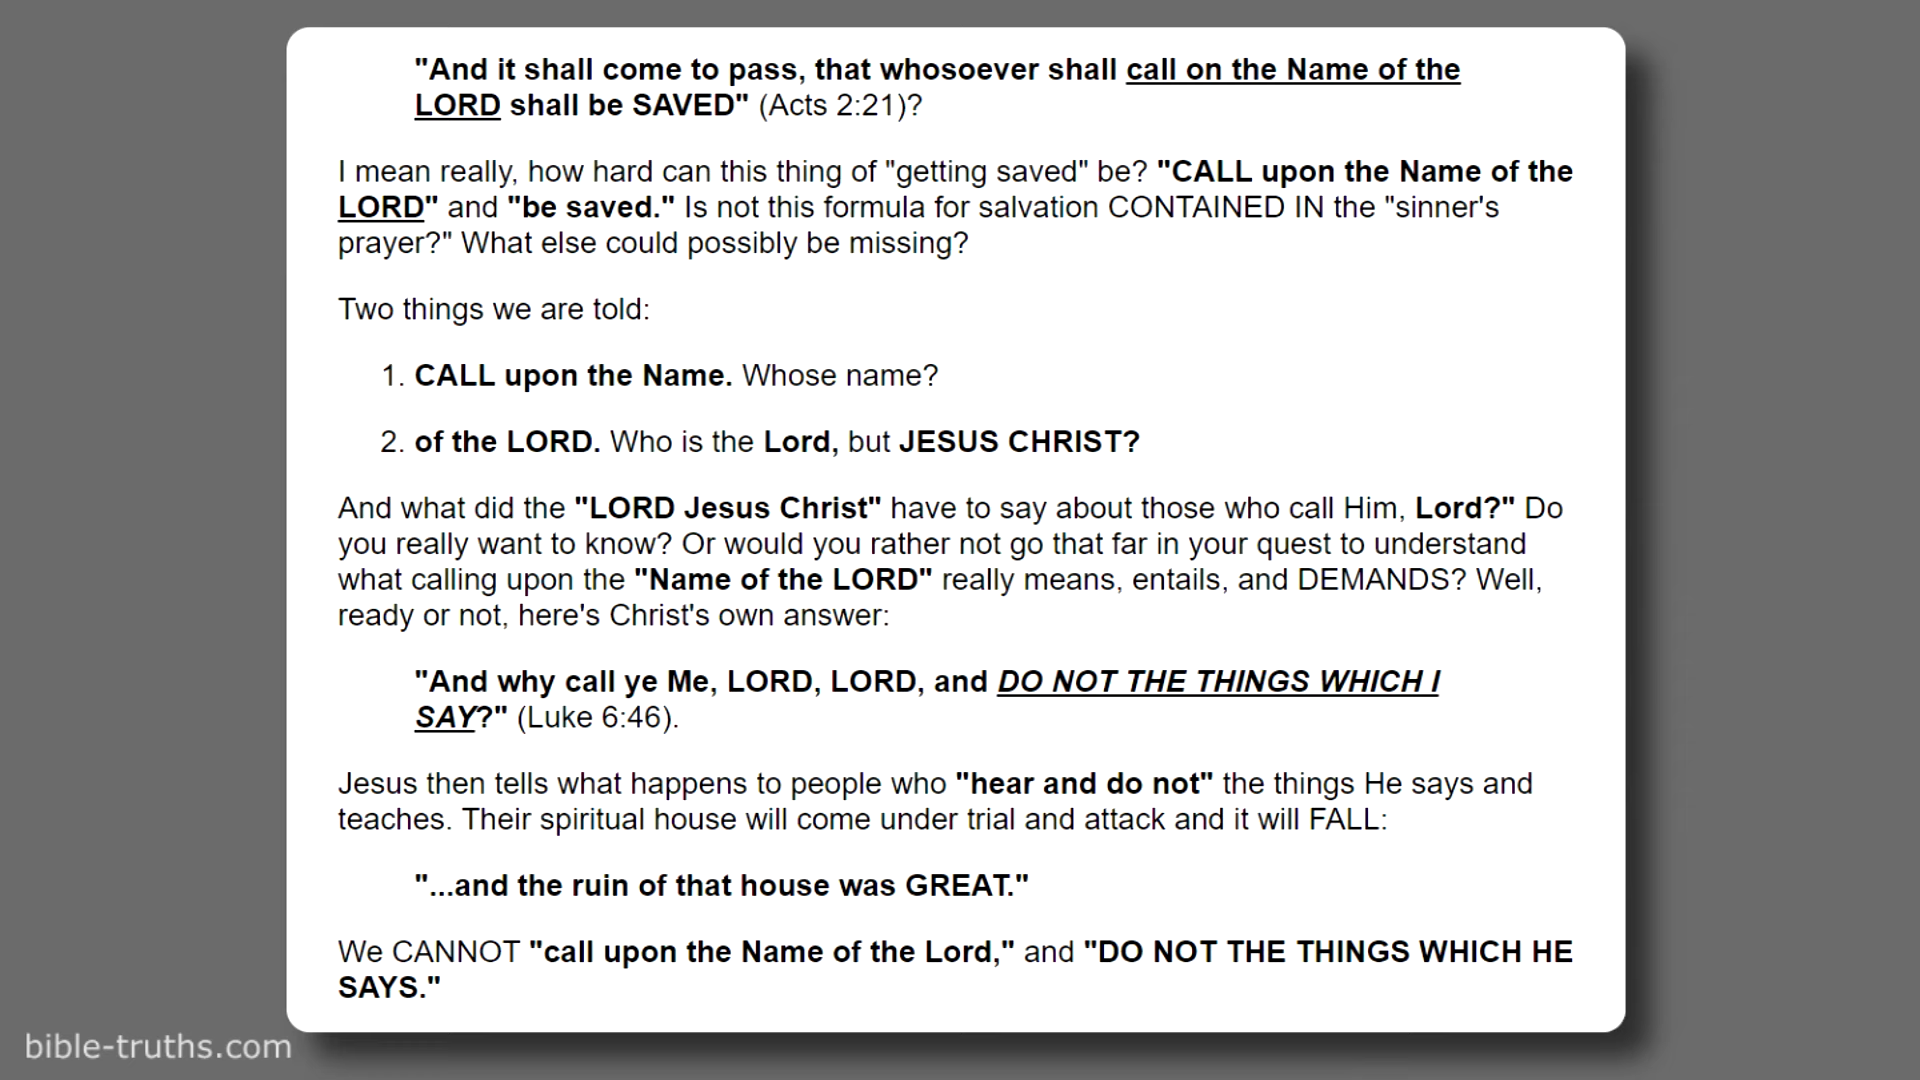 "And it shall come to pass, that whosoever shall call on the Name of the
LORD shall be SAVED" (Acts 2:21)?
I mean really, how hard can this thing of "getting saved" be? "CALL upon the Name of the
LORD" and "be saved." Is not this formula for salvation CONTAINED IN the "sinner's
prayer?" What else could possibly be missing?
Two things we are told:
1. CALL upon the Name. Whose name?
2. of the LORD. Who is the Lord, but JESUS CHRIST?
And what did the "LORD Jesus Christ" have to say about those who call Him, Lord?" Do
you really want to know? Or would you rather not go that far in your quest to understand
what calling upon the "Name of the LORD" really means, entails, and DEMANDS? Well,
ready or not, here's Christ's own answer:
"And why call ye Me, LORD, LORD, and DO NOT THE THINGS WHICH I
SAY?" (Luke 6:46).
Jesus then tells what happens to people who "hear and do not" the things He says and
teaches. Their spiritual house will come under trial and attack and it will FALL:
"...and the ruin of that house was GREAT."
We CANNOT "call upon the Name of the Lord," and "DO NOT THE THINGS WHICH HE
SAYS."
bible-truths.com